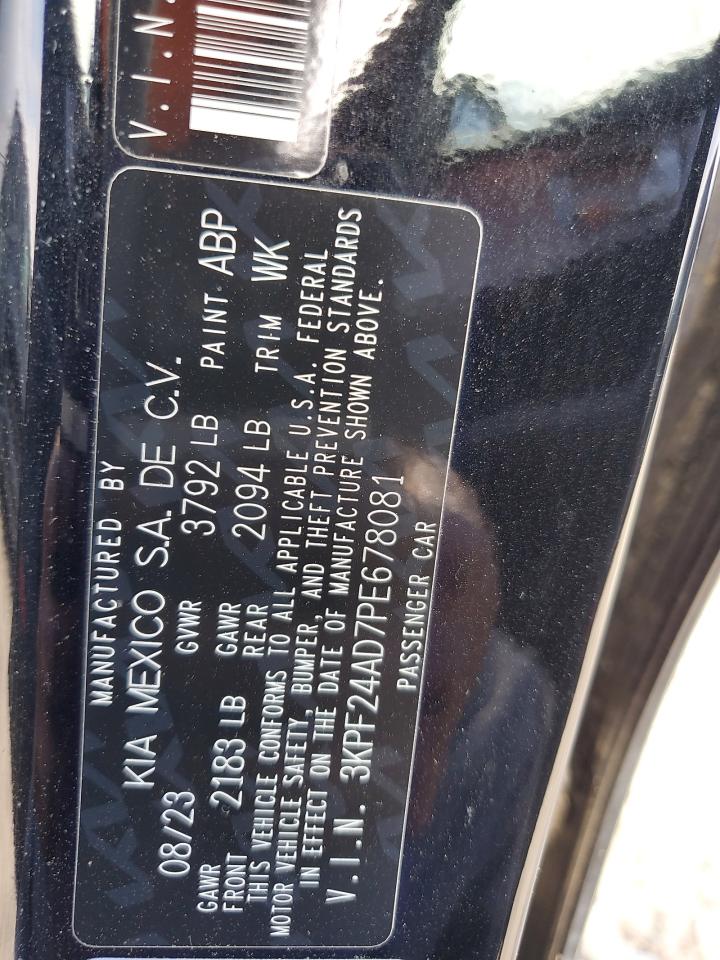 V.I.N.
MANUFACTURED BY
KIA MEXICO S.A. DE C.V.
08/23 GVWR 3792 LB PAINT ABP
GAWR FRONT 2183 LB GAWR REAR 2094 LB TRIM WK
THIS VEHICLE CONFORMS TO ALL APPLICABLE U.S.A. FEDERAL
MOTOR VEHICLE SAFETY, BUMPER, AND THEFT PREVENTION STANDARDS
IN EFFECT ON THE DATE OF MANUFACTURE SHOWN ABOVE.
V.I.N. 3KPF24AD7PE678081
PASSENGER CAR